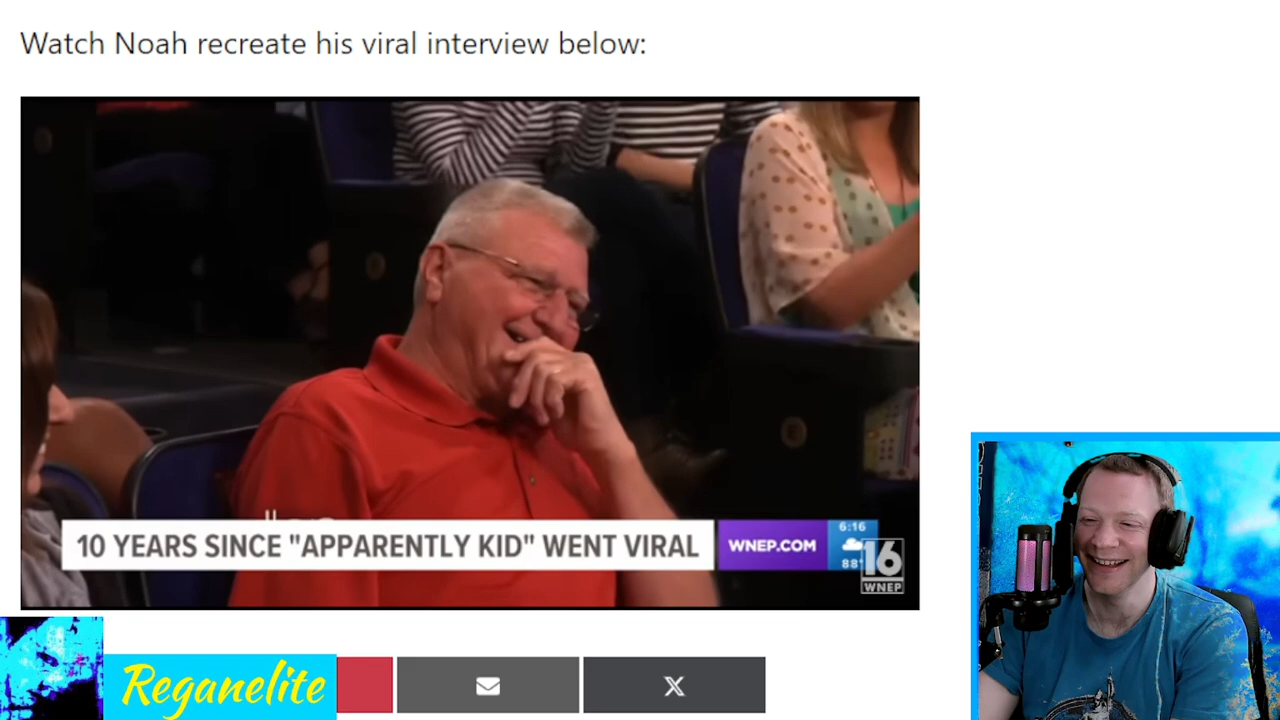 Watch Noah recreate his viral interview below:
10 YEARS SINCE "APPARENTLY KID" WENT VIRAL
WNEP.COM
6:16
88°
16
WNEP
Reganelite
X